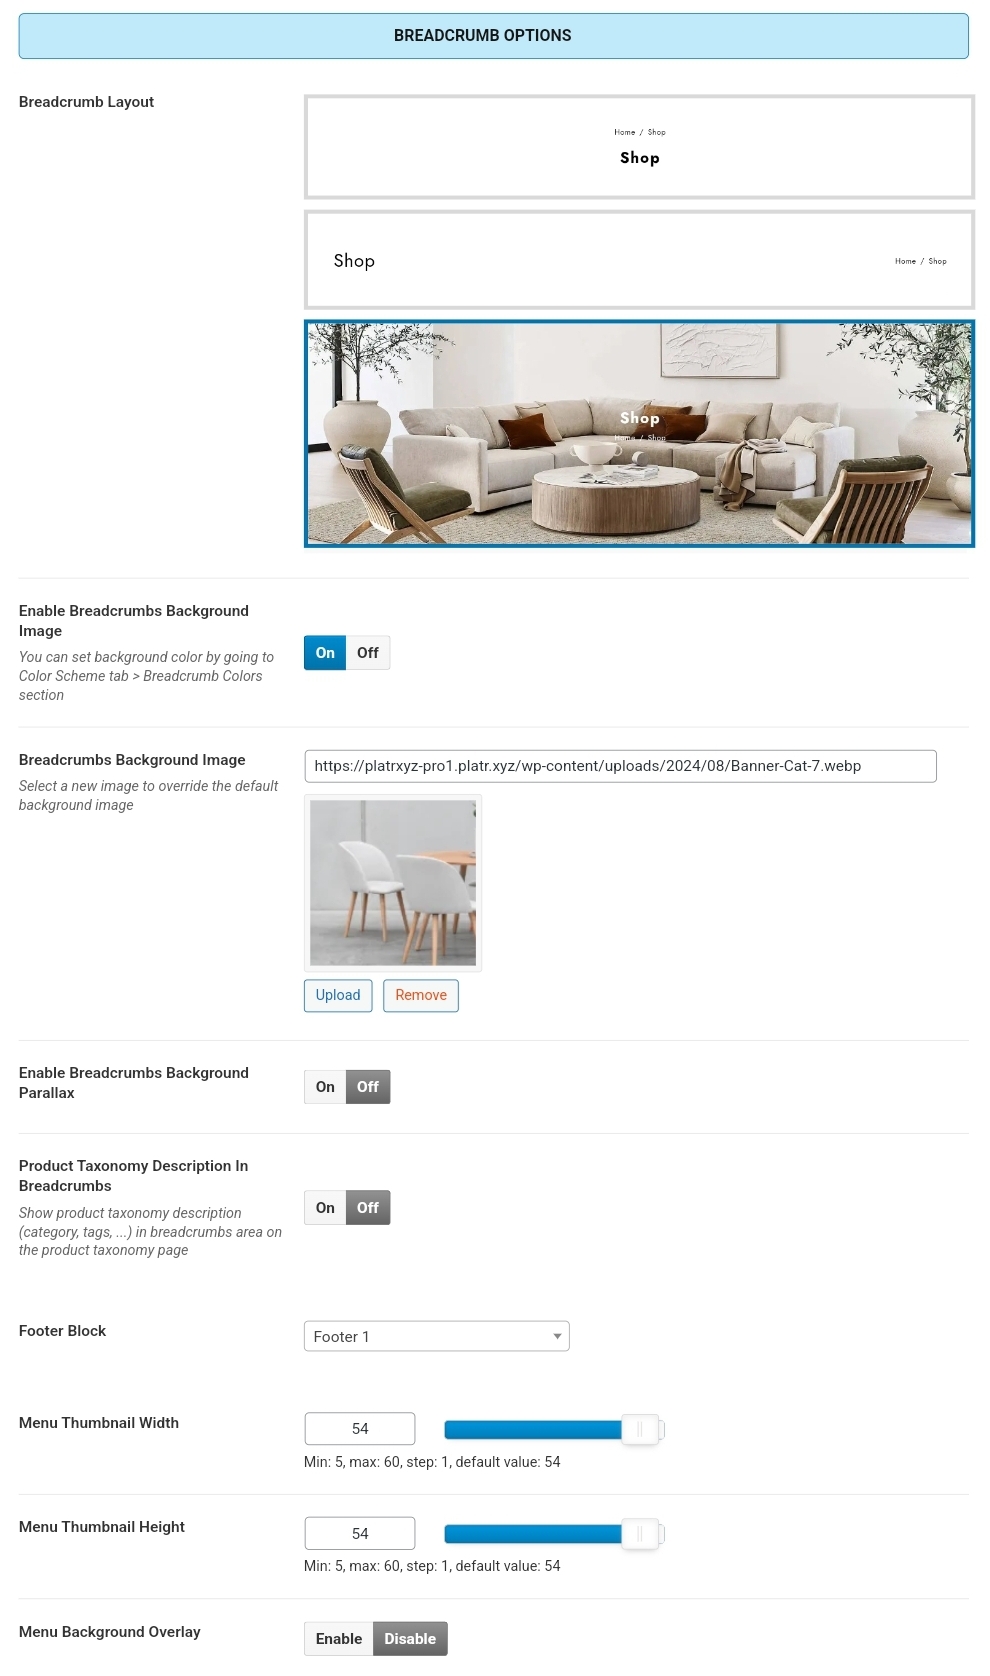 BREADCRUMB OPTIONS
Breadcrumb Layout
Home / Shop
Shop
Shop
Home / Shop
Shop
Home / Shop
Enable Breadcrumbs Background
Image
You can set background color by going to
Color Scheme tab > Breadcrumb Colors
section
On Off
Breadcrumbs Background Image
Select a new image to override the default
background image
https://platrxyz-pro1.platr.xyz/wp-content/uploads/2024/08/Banner-Cat-7.webp
Upload Remove
Enable Breadcrumbs Background
Parallax
On Off
Product Taxonomy Description In
Breadcrumbs
Show product taxonomy description
(category, tags, ...) in breadcrumbs area on
the product taxonomy page
On Off
Footer Block
Footer 1
Menu Thumbnail Width
54
Min: 5, max: 60, step: 1, default value: 54
Menu Thumbnail Height
54
Min: 5, max: 60, step: 1, default value: 54
Menu Background Overlay
Enable Disable